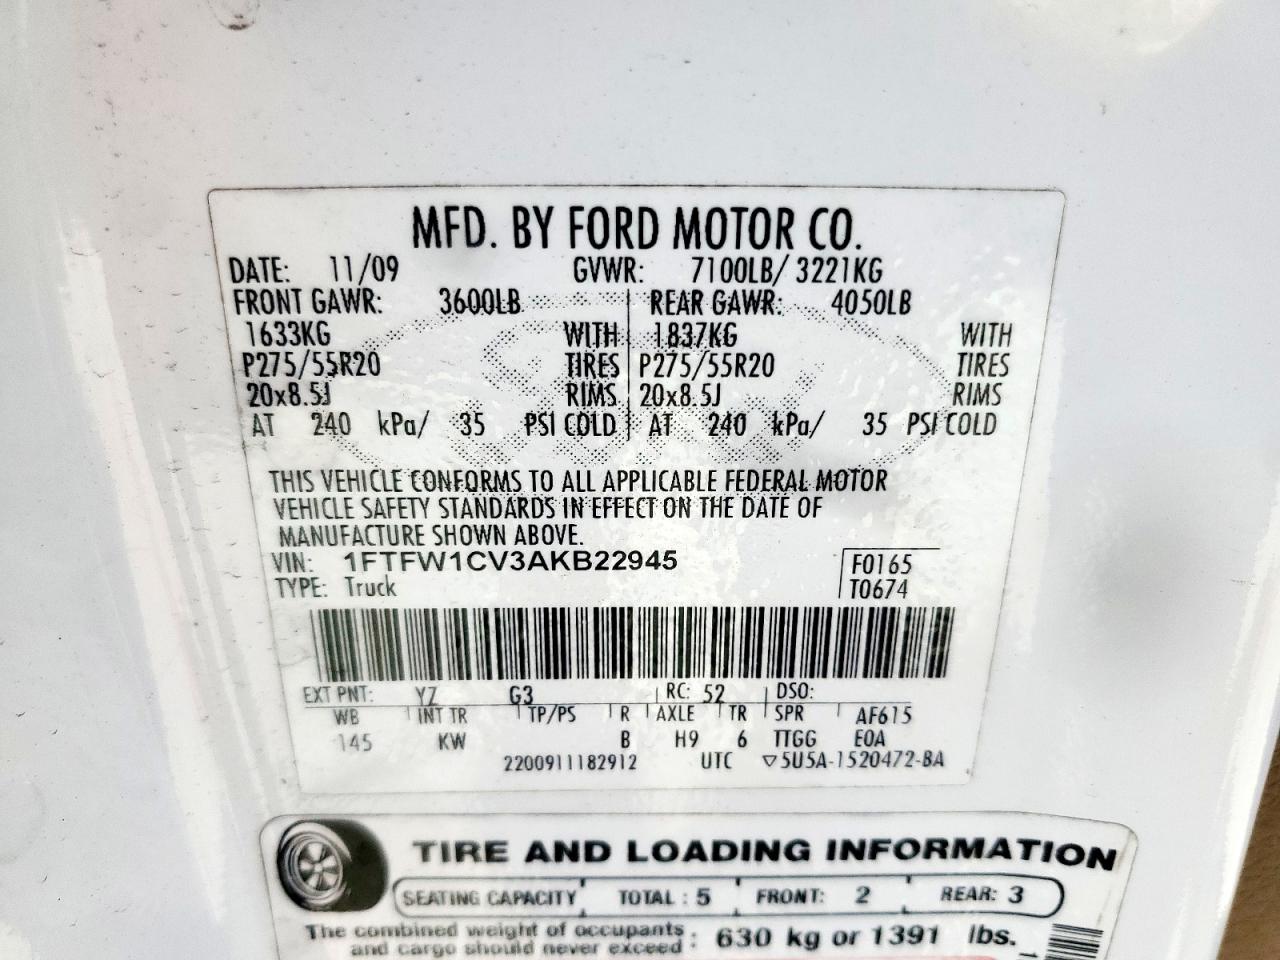 MFD. BY FORD MOTOR CO.
DATE: 11/09 GVWR: 7100LB/ 3221KG
FRONT GAWR: 3600LB REAR GAWR: 4050LB
1633KG WITH 1837KG WITH
P275/55R20 TIRES P275/55R20 TIRES
20x8.5J RIMS 20x8.5J RIMS
AT 240 kPa/ 35 PSI COLD AT 240 kPa/ 35 PSI COLD
THIS VEHICLE CONFORMS TO ALL APPLICABLE FEDERAL MOTOR
VEHICLE SAFETY STANDARDS IN EFFECT ON THE DATE OF
MANUFACTURE SHOWN ABOVE.
VIN: 1FTFW1CV3AKB22945
F0165
TYPE: Truck
T0674
EXT PNT: YZ G3 RC: 52 DSO:
WB INT TR TP/PS R AXLE TR SPR AF615
145 KW B H9 6 TTGG E0A
2200911182912 UTC ▽5U5A-1520472-BA
TIRE AND LOADING INFORMATION
SEATING CAPACITY TOTAL : 5 FRONT: 2 REAR: 3
The combined weight of occupants
and cargo should never exceed : 630 kg or 1391 lbs.